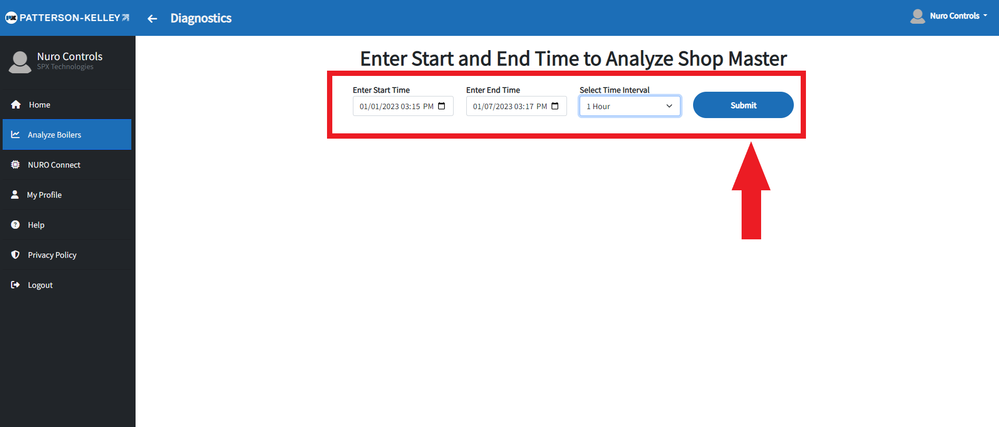 PATTERSON-KELLEY
Diagnostics
Nuro Controls
Nuro Controls
SPX Technologies
Home
Analyze Boilers
NURO Connect
My Profile
Help
Privacy Policy
Logout
Enter Start and End Time to Analyze Shop Master
Enter Start Time
01/01/2023 03:15 PM
Enter End Time
01/07/2023 03:17 PM
Select Time Interval
1 Hour
Submit